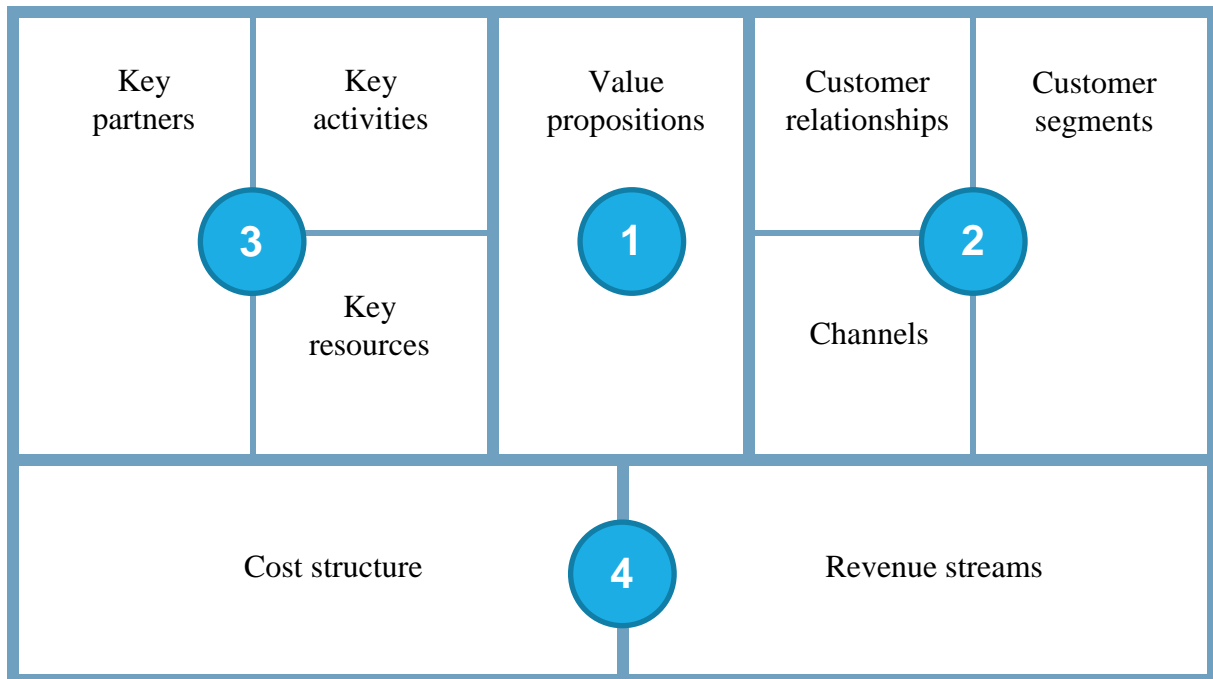 Key
partners
Key
activities
Value
propositions
Customer
relationships
Customer
segments
3
1
2
Key
resources
Channels
Cost structure
4
Revenue streams